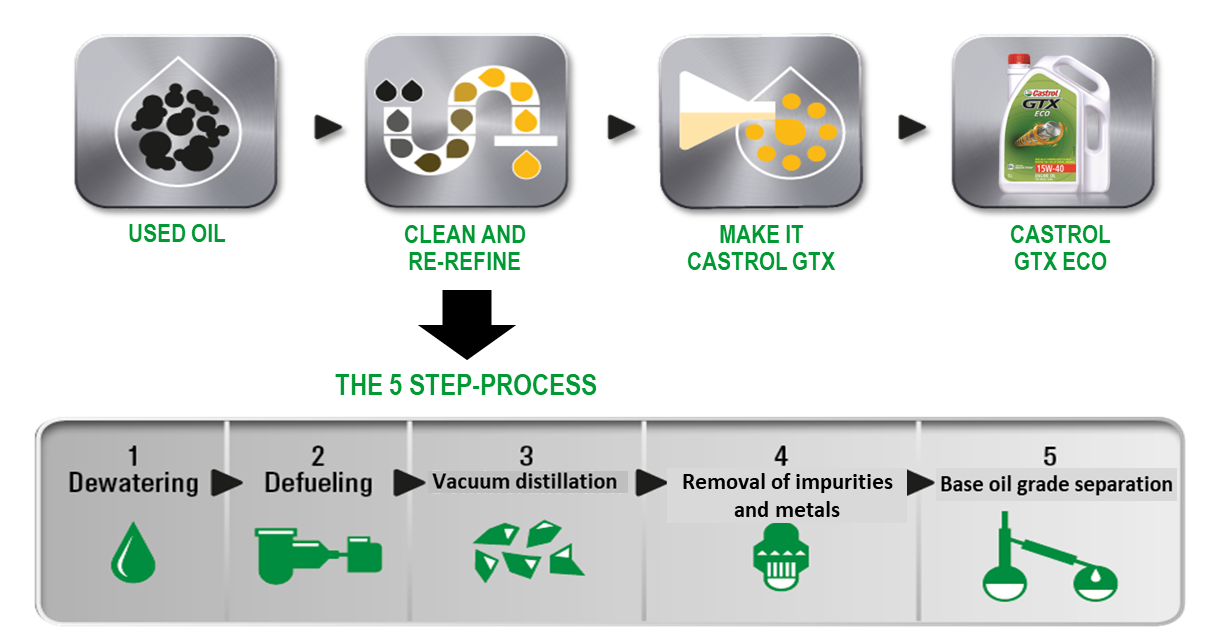 Castrol
GTX
ECO
15W-40
USED OIL
CLEAN AND
RE-REFINE
MAKE IT
CASTROL GTX
CASTROL
GTX ECO
THE 5 STEP-PROCESS
1
Dewatering
2
Defueling
3
Vacuum distillation
4
Removal of impurities
and metals
5
Base oil grade separation